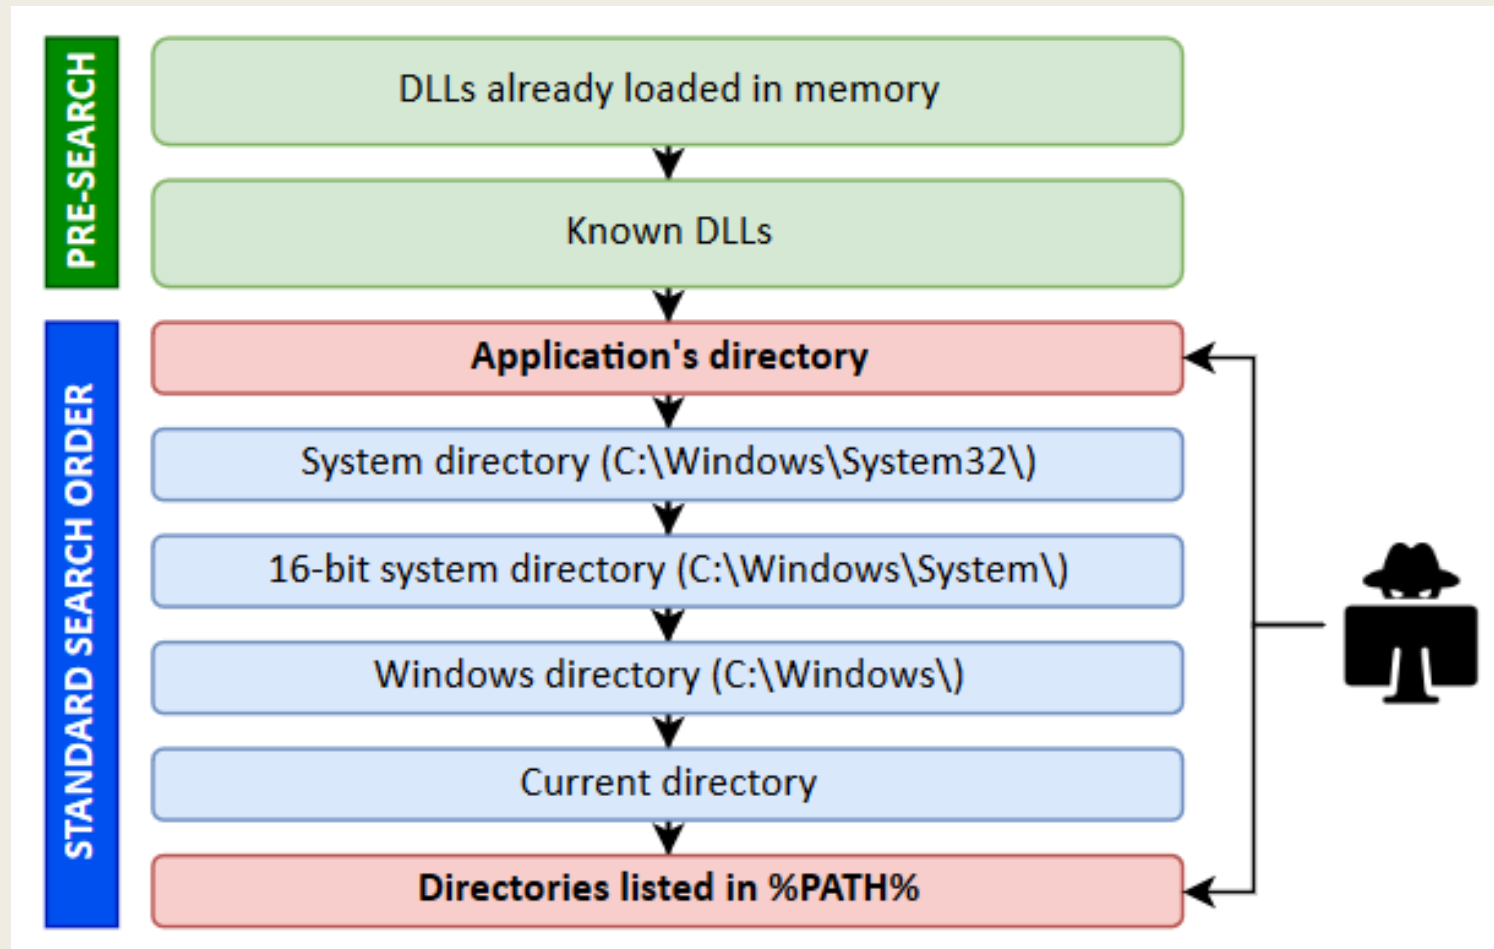 PRE-SEARCH
DLLs already loaded in memory
Known DLLs
STANDARD SEARCH ORDER
Application's directory
System directory (C:\Windows\System32\)
16-bit system directory (C:\Windows\System\)
Windows directory (C:\Windows\)
Current directory
Directories listed in %PATH%